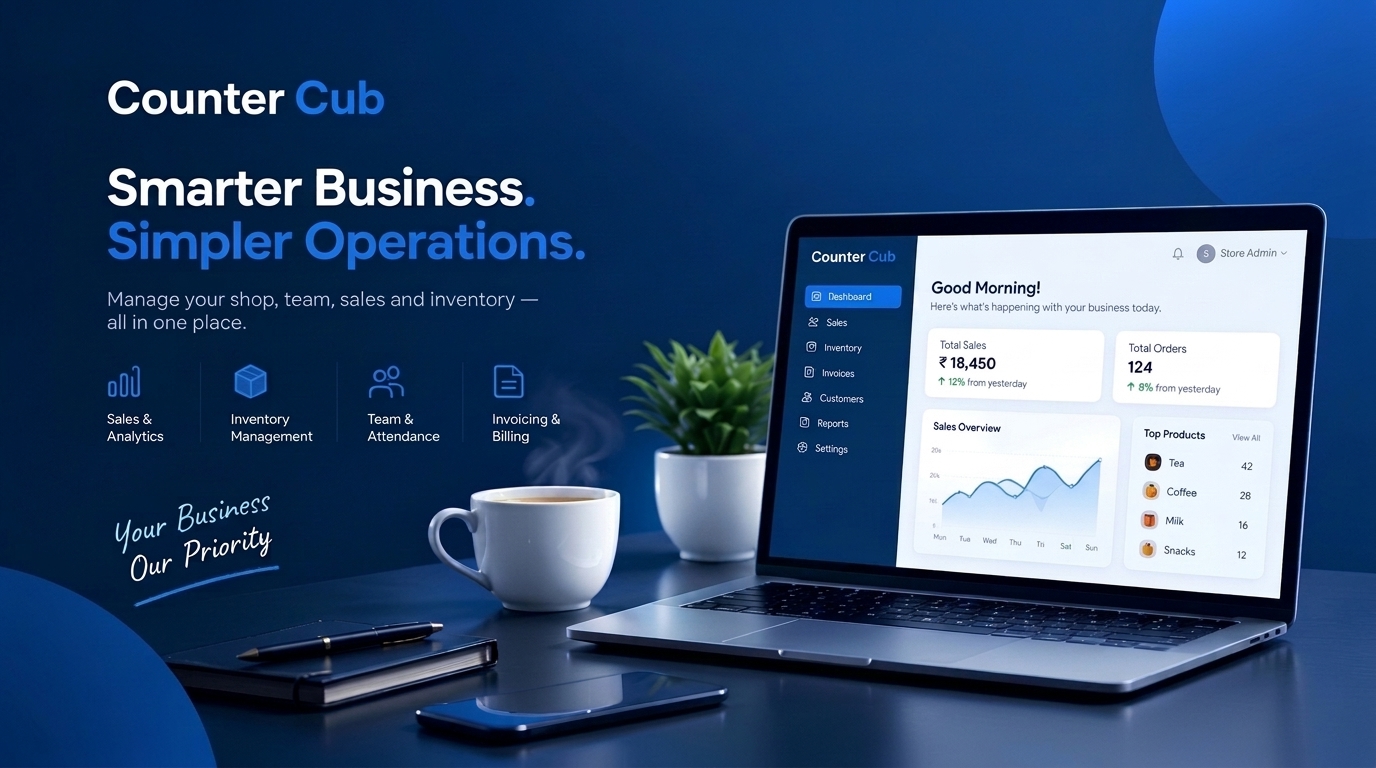 Counter Cub
Smarter Business.
Simpler Operations.
Manage your shop, team, sales and inventory —
all in one place.
Sales &
Analytics
Inventory
Management
Team &
Attendance
Invoicing &
Billing
Your Business
Our Priority
Counter Cub
Deshboard
Sales
Inventory
Invoices
Customers
Reports
Settings
S
Store Admin
Good Morning!
Here's what's happening with your business today.
Total Sales
₹ 18,450
↑ 12% from yesterday
Total Orders
124
↑ 8% from yesterday
Sales Overview
20k
Mon Tue Wed Thu Fri Sat Sun
Top Products View All
Tea 42
Coffee 28
Milk 16
Snacks 12